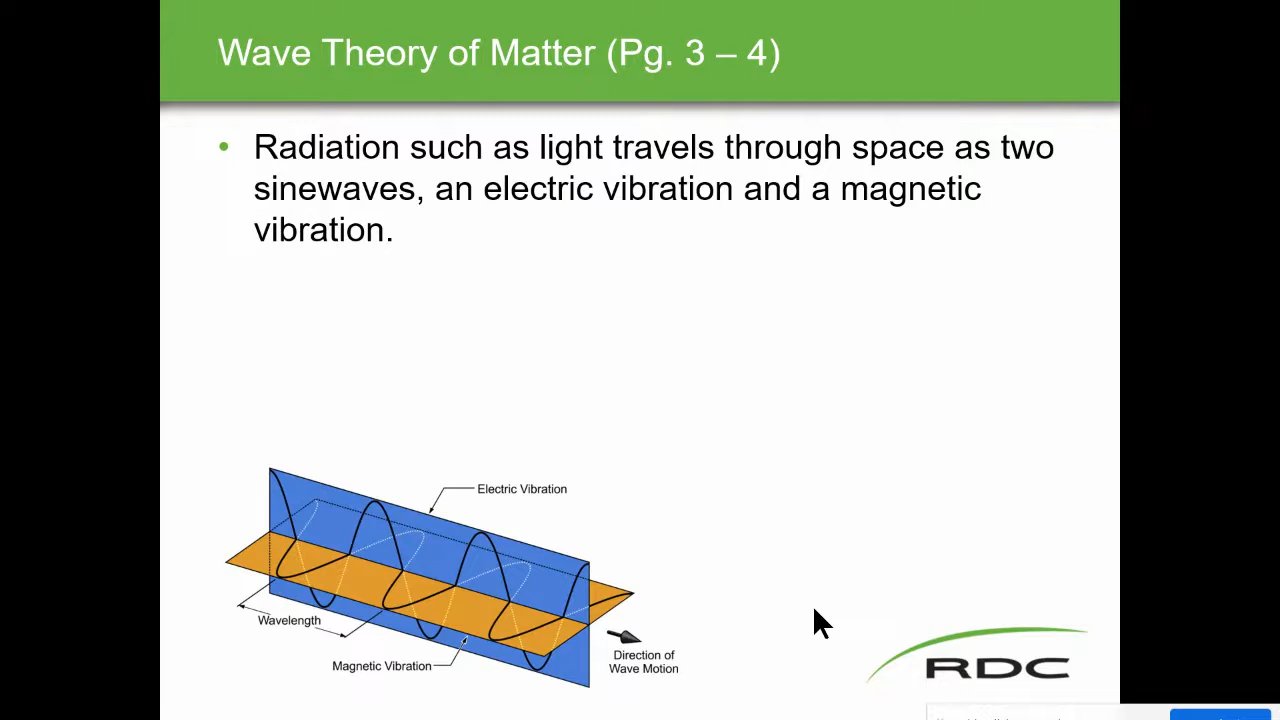 Wave Theory of Matter (Pg. 3 – 4)
• Radiation such as light travels through space as two
sinewaves, an electric vibration and a magnetic
vibration.
Electric Vibration
Wavelength
Magnetic Vibration
Direction of
Wave Motion
RDC